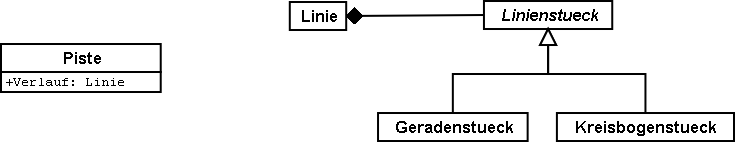 Linie
Linienstueck
Piste
+Verlauf: Linie
Geradenstueck
Kreisbogenstueck